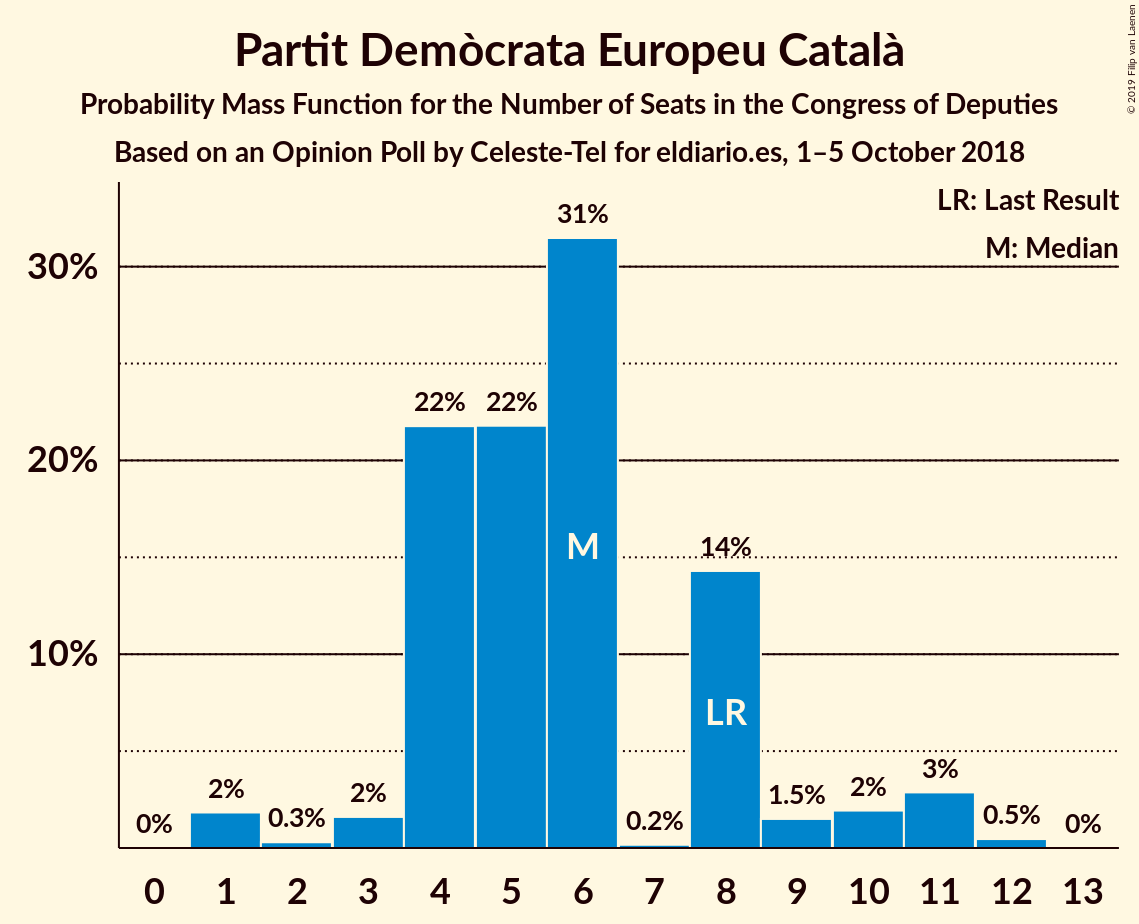 Partit Demòcrata Europeu Català
Probability Mass Function for the Number of Seats in the Congress of Deputies
Based on an Opinion Poll by Celeste-Tel for eldiario.es, 1–5 October 2018
© 2019 Filip van Laenen
LR: Last Result
M: Median
30%
20%
10%
0%
2%
0.3%
2%
22%
22%
31%
0.2%
14%
1.5%
2%
3%
0.5%
0%
M
LR
0 1 2 3 4 5 6 7 8 9 10 11 12 13